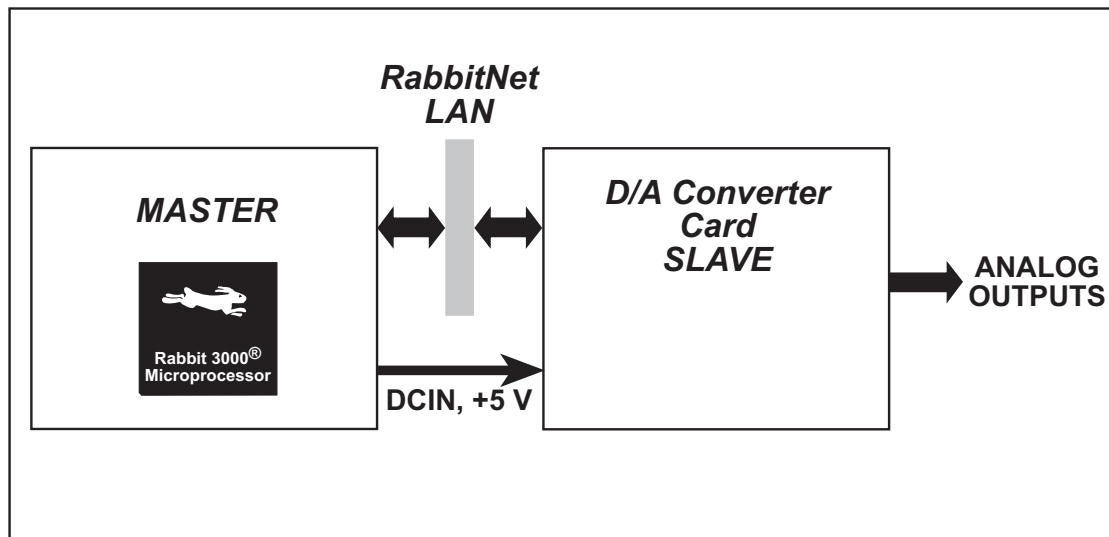 RabbitNet
LAN
MASTER
Rabbit 3000®
Microprocessor
DCIN, +5 V
D/A Converter
Card
SLAVE
ANALOG
OUTPUTS